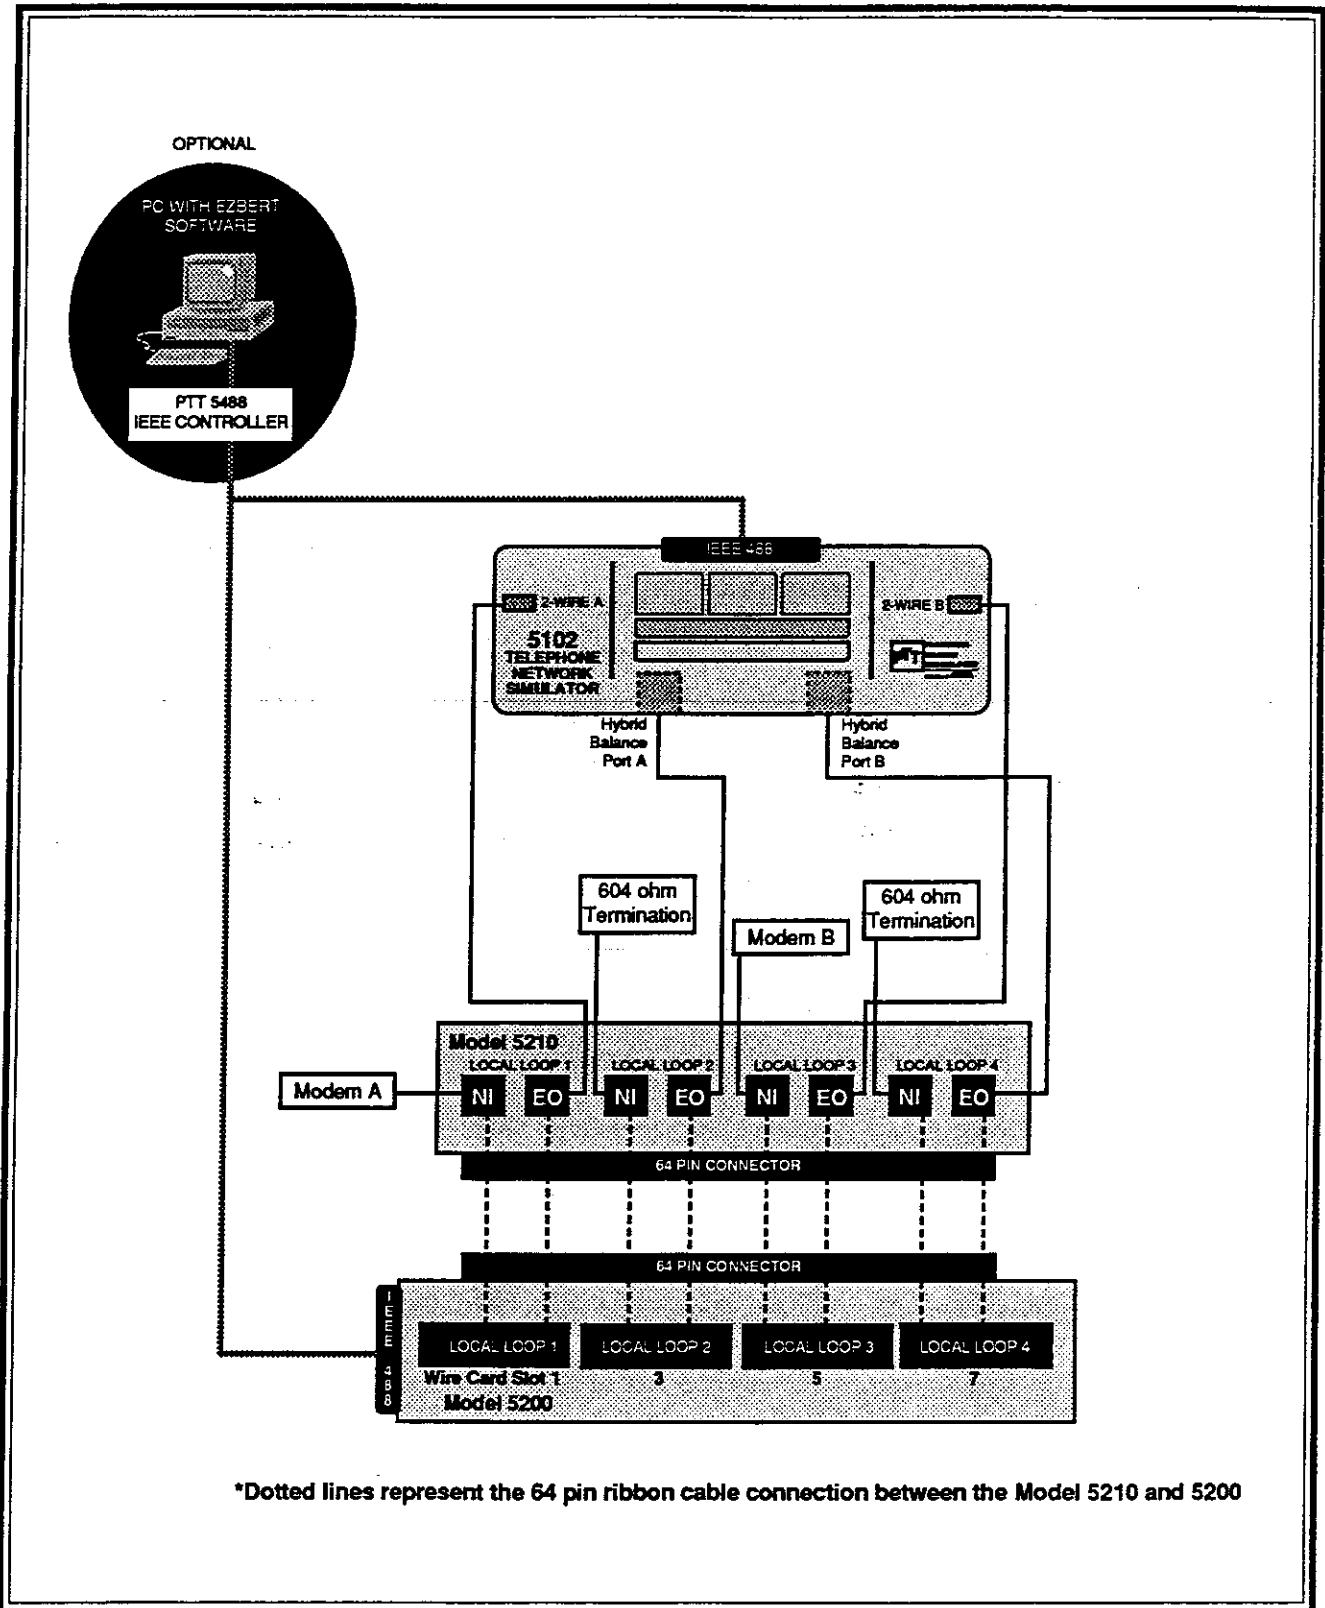 OPTIONAL
PC WITH EZBERT
SOFTWARE
PTT 5488
IEEE CONTROLLER
IEEE 488
2-WIRE A
2-WIRE B
5102
TELEPHONE
NETWORK
SIMULATOR
Hybrid
Balance
Port A
Hybrid
Balance
Port B
604 ohm
Termination
Modem B
604 ohm
Termination
Model 5210
LOCAL LOOP 1
LOCAL LOOP 2
LOCAL LOOP 3
LOCAL LOOP 4
Modem A
NI
EO
NI
EO
NI
EO
NI
EO
64 PIN CONNECTOR
64 PIN CONNECTOR
IEEE 488
LOCAL LOOP 1
LOCAL LOOP 2
LOCAL LOOP 3
LOCAL LOOP 4
Wire Card Slot 1
3
5
7
Model 5200
*Dotted lines represent the 64 pin ribbon cable connection between the Model 5210 and 5200